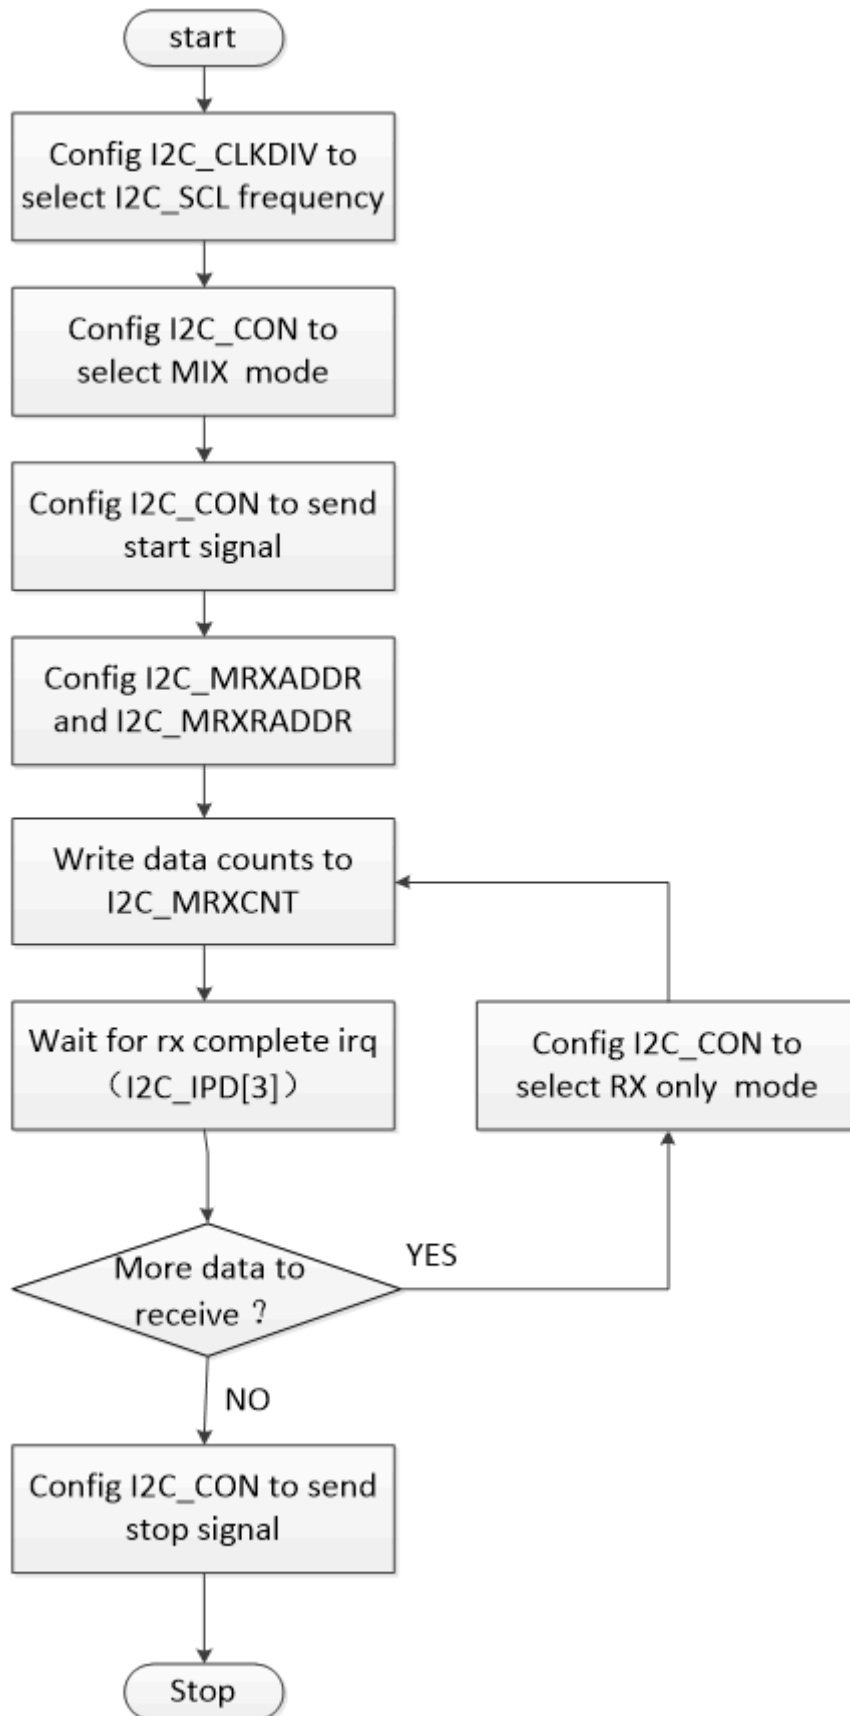 start
Config I2C_CLKDIV to
select I2C_SCL frequency
Config I2C_CON to
select MIX  mode
Config I2C_CON to send
start signal
Config I2C_MRXADDR
and I2C_MRXRADDR
Write data counts to
I2C_MRXCNT
Wait for rx complete irq
（I2C_IPD[3]）
Config I2C_CON to
select RX only  mode
More data to
receive ？
YES
NO
Config I2C_CON to send
stop signal
Stop